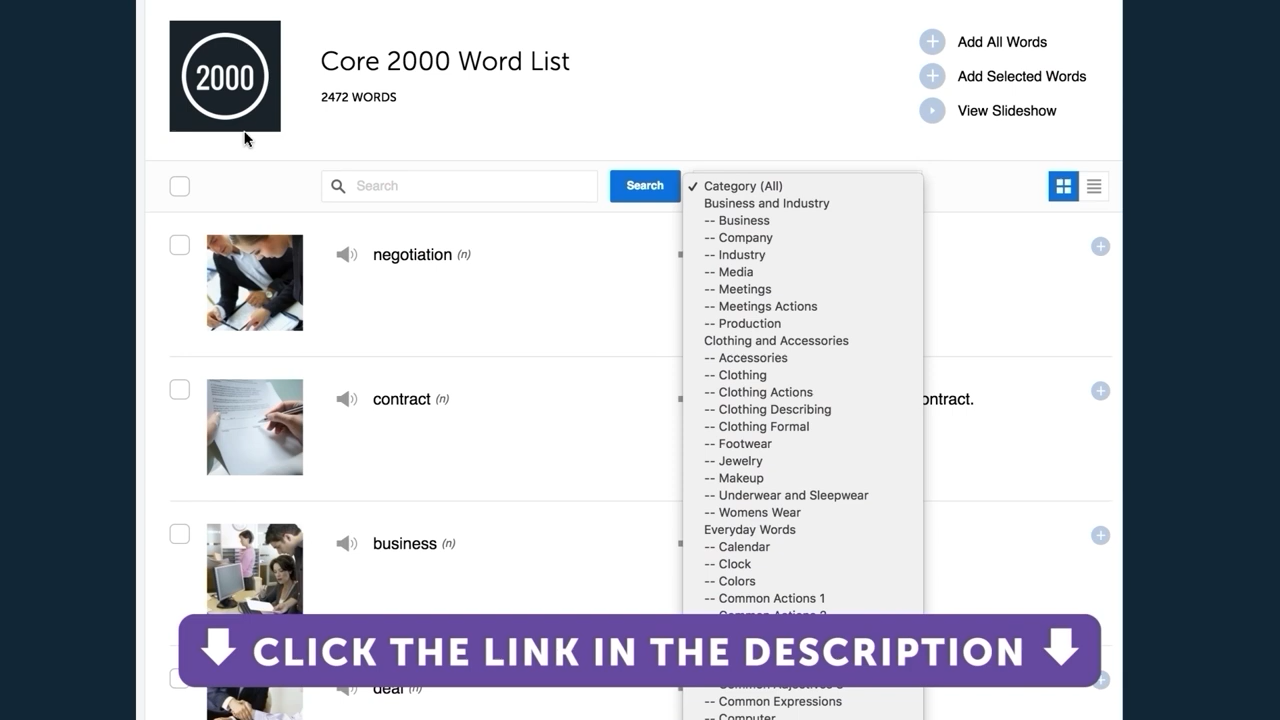 2000
Core 2000 Word List
2472 WORDS
Add All Words
Add Selected Words
View Slideshow
Search
Search
✓ Category (All)
Business and Industry
-- Business
-- Company
-- Industry
-- Media
-- Meetings
-- Meetings Actions
-- Production
Clothing and Accessories
-- Accessories
-- Clothing
-- Clothing Actions
-- Clothing Describing
-- Clothing Formal
-- Footwear
-- Jewelry
-- Makeup
-- Underwear and Sleepwear
-- Womens Wear
Everyday Words
-- Calendar
-- Clock
-- Colors
-- Common Actions 1
-- Common Expressions
-- Computer
negotiation (n)
contract (n)
ontract.
business (n)
deal (n)
CLICK THE LINK IN THE DESCRIPTION